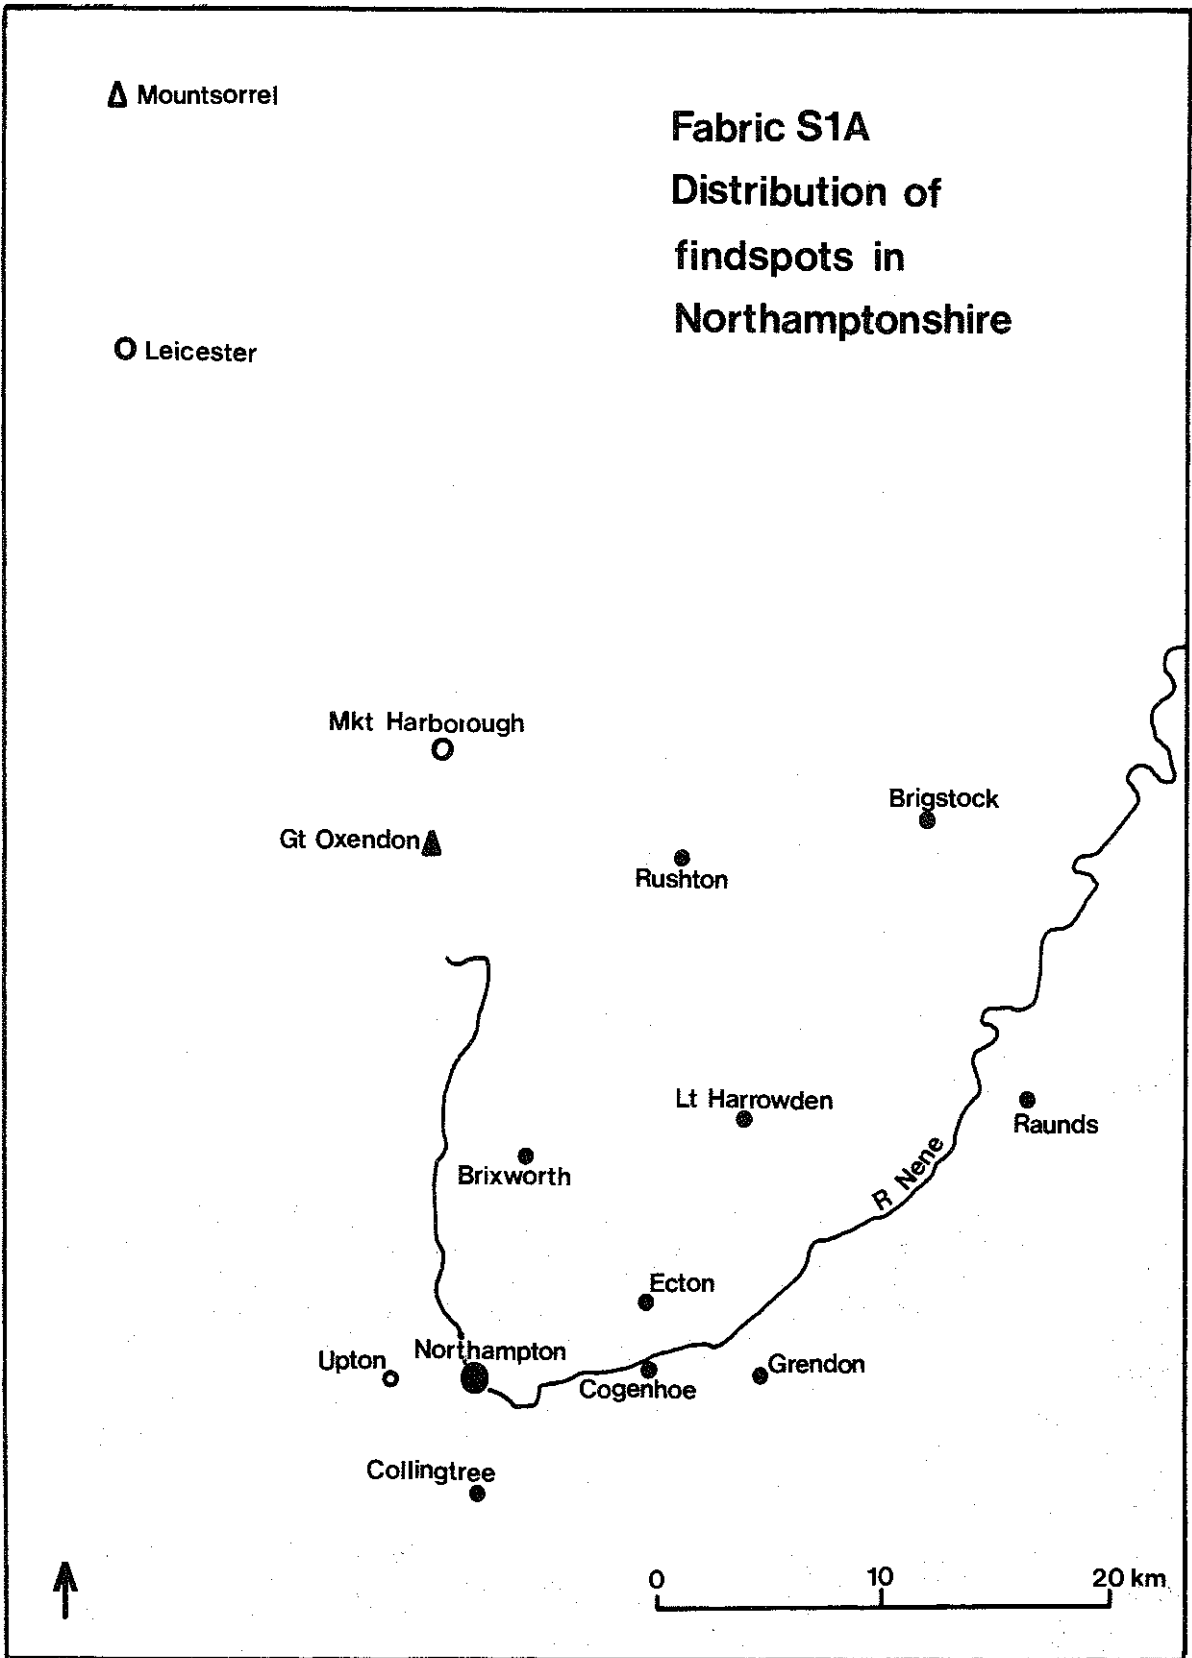 Mountsorrel
Fabric S1A
Distribution of
findspots in
Northamptonshire
Leicester
Mkt Harborough
Brigstock
Gt Oxendon
Rushton
Lt Harrowden
Raunds
R Nene
Brixworth
Ecton
Northampton
Upton
Grendon
Cogenhoe
Collingtree
0 10 20 km